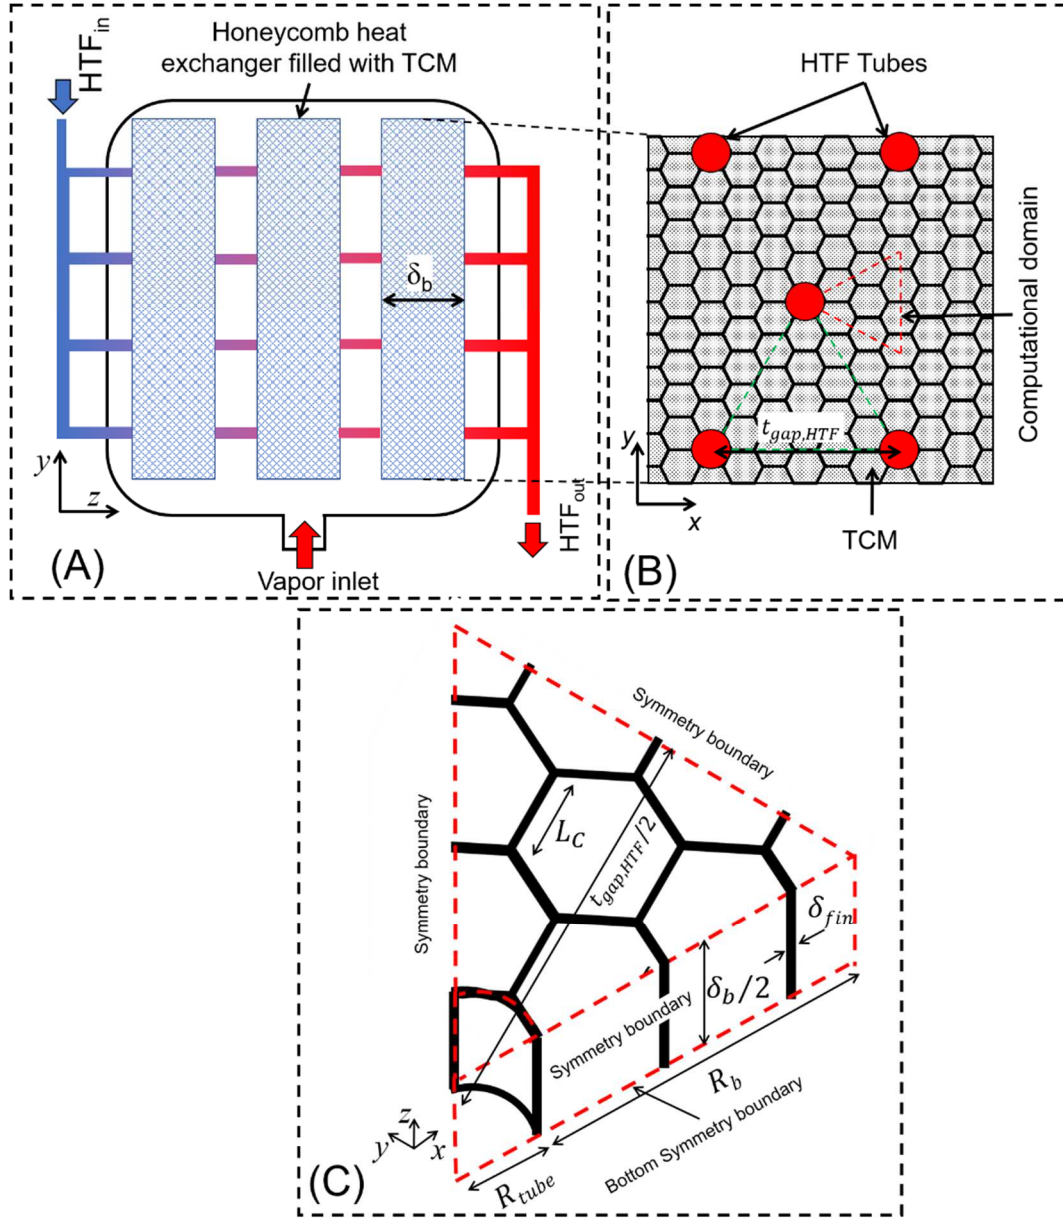 Honeycomb heat
exchanger filled with TCM
HTF_in
δ_b
y
z
HTF_out
(A)
Vapor inlet
HTF Tubes
Computational domain
t_gap,HTF
y
x
TCM
(B)
Symmetry boundary
Symmetry boundary
L_C
t_gap,HTF/2
δ_fin
δ_b/2
Symmetry boundary
R_b
Bottom Symmetry boundary
z
y
x
R_tube
(C)